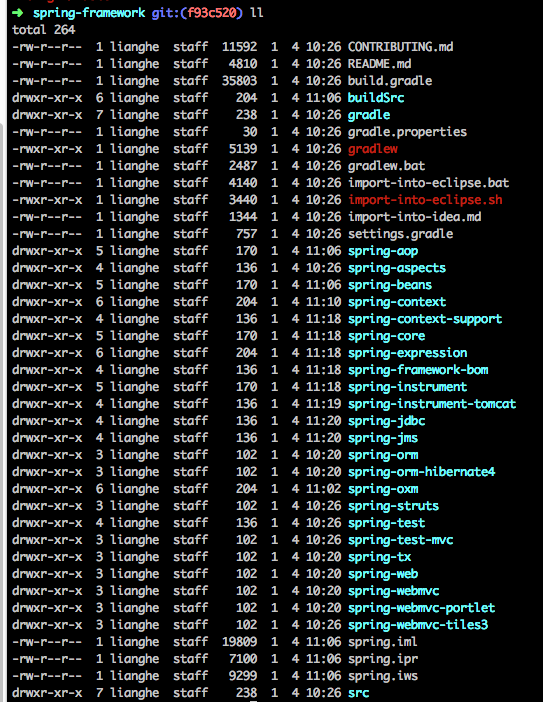 ➜ spring-framework git:(f93c520) ll
total 264
-rw-r--r-- 1 lianghe staff 11592 1 4 10:26 CONTRIBUTING.md
-rw-r--r-- 1 lianghe staff 4810 1 4 10:26 README.md
-rw-r--r-- 1 lianghe staff 35803 1 4 10:26 build.gradle
drwxr-xr-x 6 lianghe staff 204 1 4 11:06 buildSrc
drwxr-xr-x 7 lianghe staff 238 1 4 10:26 gradle
-rw-r--r-- 1 lianghe staff 30 1 4 10:26 gradle.properties
-rwxr-xr-x 1 lianghe staff 5139 1 4 10:26 gradlew
-rw-r--r-- 1 lianghe staff 2487 1 4 10:26 gradlew.bat
-rw-r--r-- 1 lianghe staff 4140 1 4 10:26 import-into-eclipse.bat
-rwxr-xr-x 1 lianghe staff 3440 1 4 10:26 import-into-eclipse.sh
-rw-r--r-- 1 lianghe staff 1344 1 4 10:26 import-into-idea.md
-rw-r--r-- 1 lianghe staff 757 1 4 10:26 settings.gradle
drwxr-xr-x 5 lianghe staff 170 1 4 11:06 spring-aop
drwxr-xr-x 4 lianghe staff 136 1 4 10:26 spring-aspects
drwxr-xr-x 5 lianghe staff 170 1 4 11:06 spring-beans
drwxr-xr-x 6 lianghe staff 204 1 4 11:10 spring-context
drwxr-xr-x 4 lianghe staff 136 1 4 11:18 spring-context-support
drwxr-xr-x 5 lianghe staff 170 1 4 11:18 spring-core
drwxr-xr-x 6 lianghe staff 204 1 4 11:18 spring-expression
drwxr-xr-x 4 lianghe staff 136 1 4 11:18 spring-framework-bom
drwxr-xr-x 5 lianghe staff 170 1 4 11:18 spring-instrument
drwxr-xr-x 4 lianghe staff 136 1 4 11:19 spring-instrument-tomcat
drwxr-xr-x 4 lianghe staff 136 1 4 11:20 spring-jdbc
drwxr-xr-x 4 lianghe staff 136 1 4 11:20 spring-jms
drwxr-xr-x 3 lianghe staff 102 1 4 10:20 spring-orm
drwxr-xr-x 3 lianghe staff 102 1 4 10:20 spring-orm-hibernate4
drwxr-xr-x 6 lianghe staff 204 1 4 11:02 spring-oxm
drwxr-xr-x 3 lianghe staff 102 1 4 10:26 spring-struts
drwxr-xr-x 4 lianghe staff 136 1 4 10:26 spring-test
drwxr-xr-x 3 lianghe staff 102 1 4 10:26 spring-test-mvc
drwxr-xr-x 3 lianghe staff 102 1 4 10:20 spring-tx
drwxr-xr-x 3 lianghe staff 102 1 4 10:20 spring-web
drwxr-xr-x 3 lianghe staff 102 1 4 10:20 spring-webmvc
drwxr-xr-x 3 lianghe staff 102 1 4 10:20 spring-webmvc-portlet
drwxr-xr-x 3 lianghe staff 102 1 4 10:20 spring-webmvc-tiles3
-rw-r--r-- 1 lianghe staff 19809 1 4 11:06 spring.iml
-rw-r--r-- 1 lianghe staff 7100 1 4 11:06 spring.ipr
-rw-r--r-- 1 lianghe staff 9299 1 4 11:06 spring.iws
drwxr-xr-x 7 lianghe staff 238 1 4 10:26 src